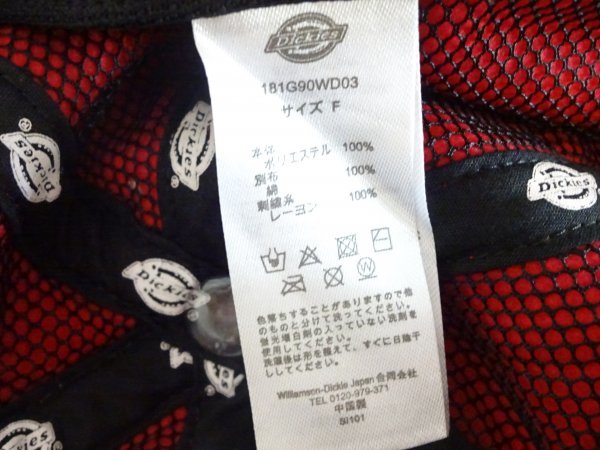 Dickies
181G90WD03
サイズ F
本体
ポリエステル 100%
別布
綿 100%
刺繍糸
レーヨン 100%
W
色落ちすることがありますので他
のものと分けて洗ってください。
蛍光増白剤の入っていない洗剤を
使用してください。
洗濯後は形を整えて、すぐに日陰干
ししてください。
Williamson-Dickie Japan 合同会社
TEL 0120-979-371
中国製
SI101
Dickies
Dickies
Dickies
Dickies